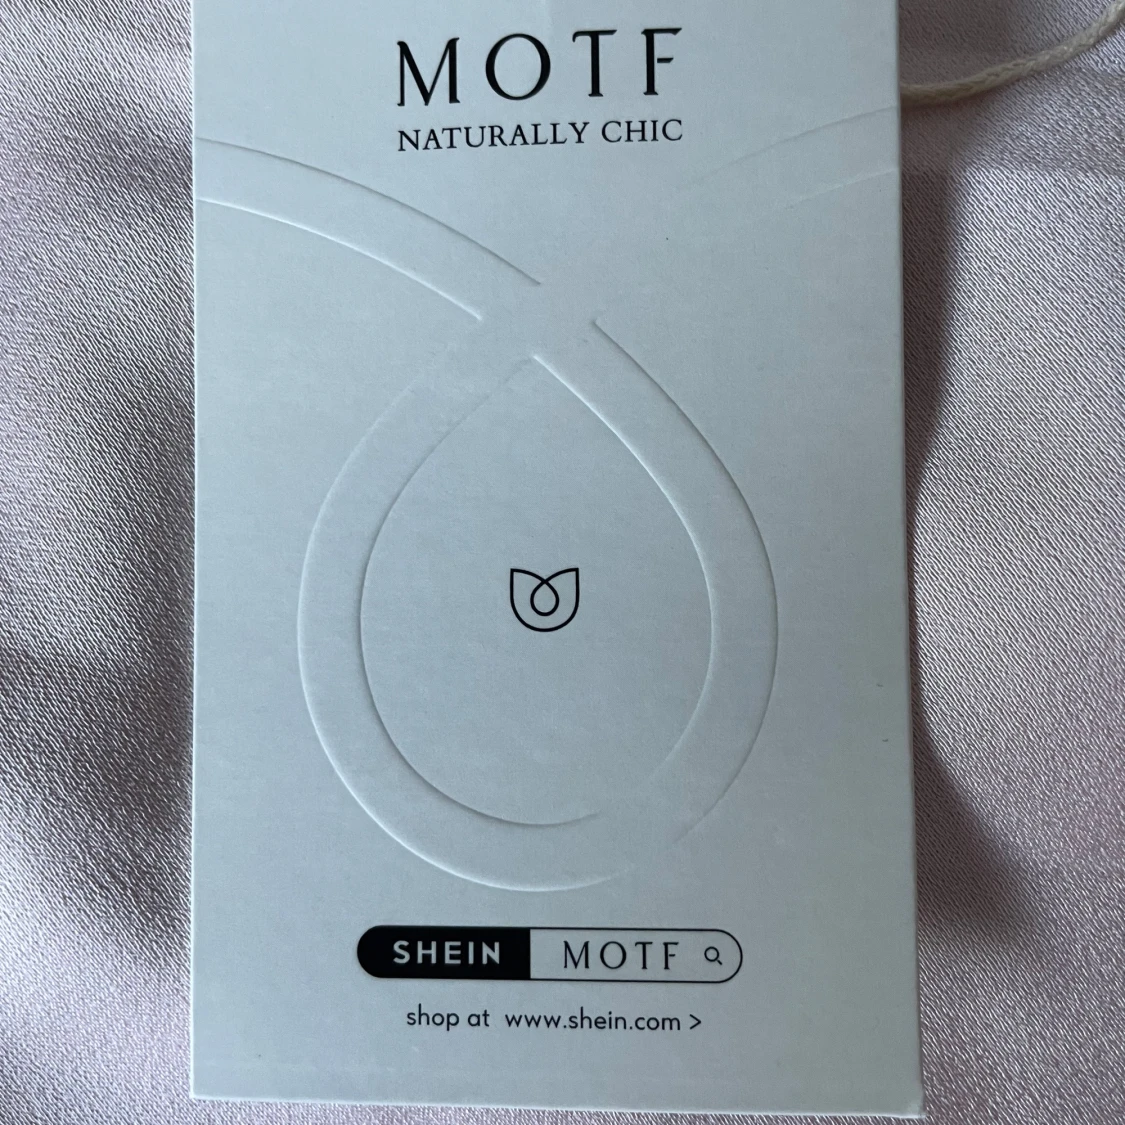 MOTF
NATURALLY CHIC
SHEIN MOTF
shop at www.shein.com >